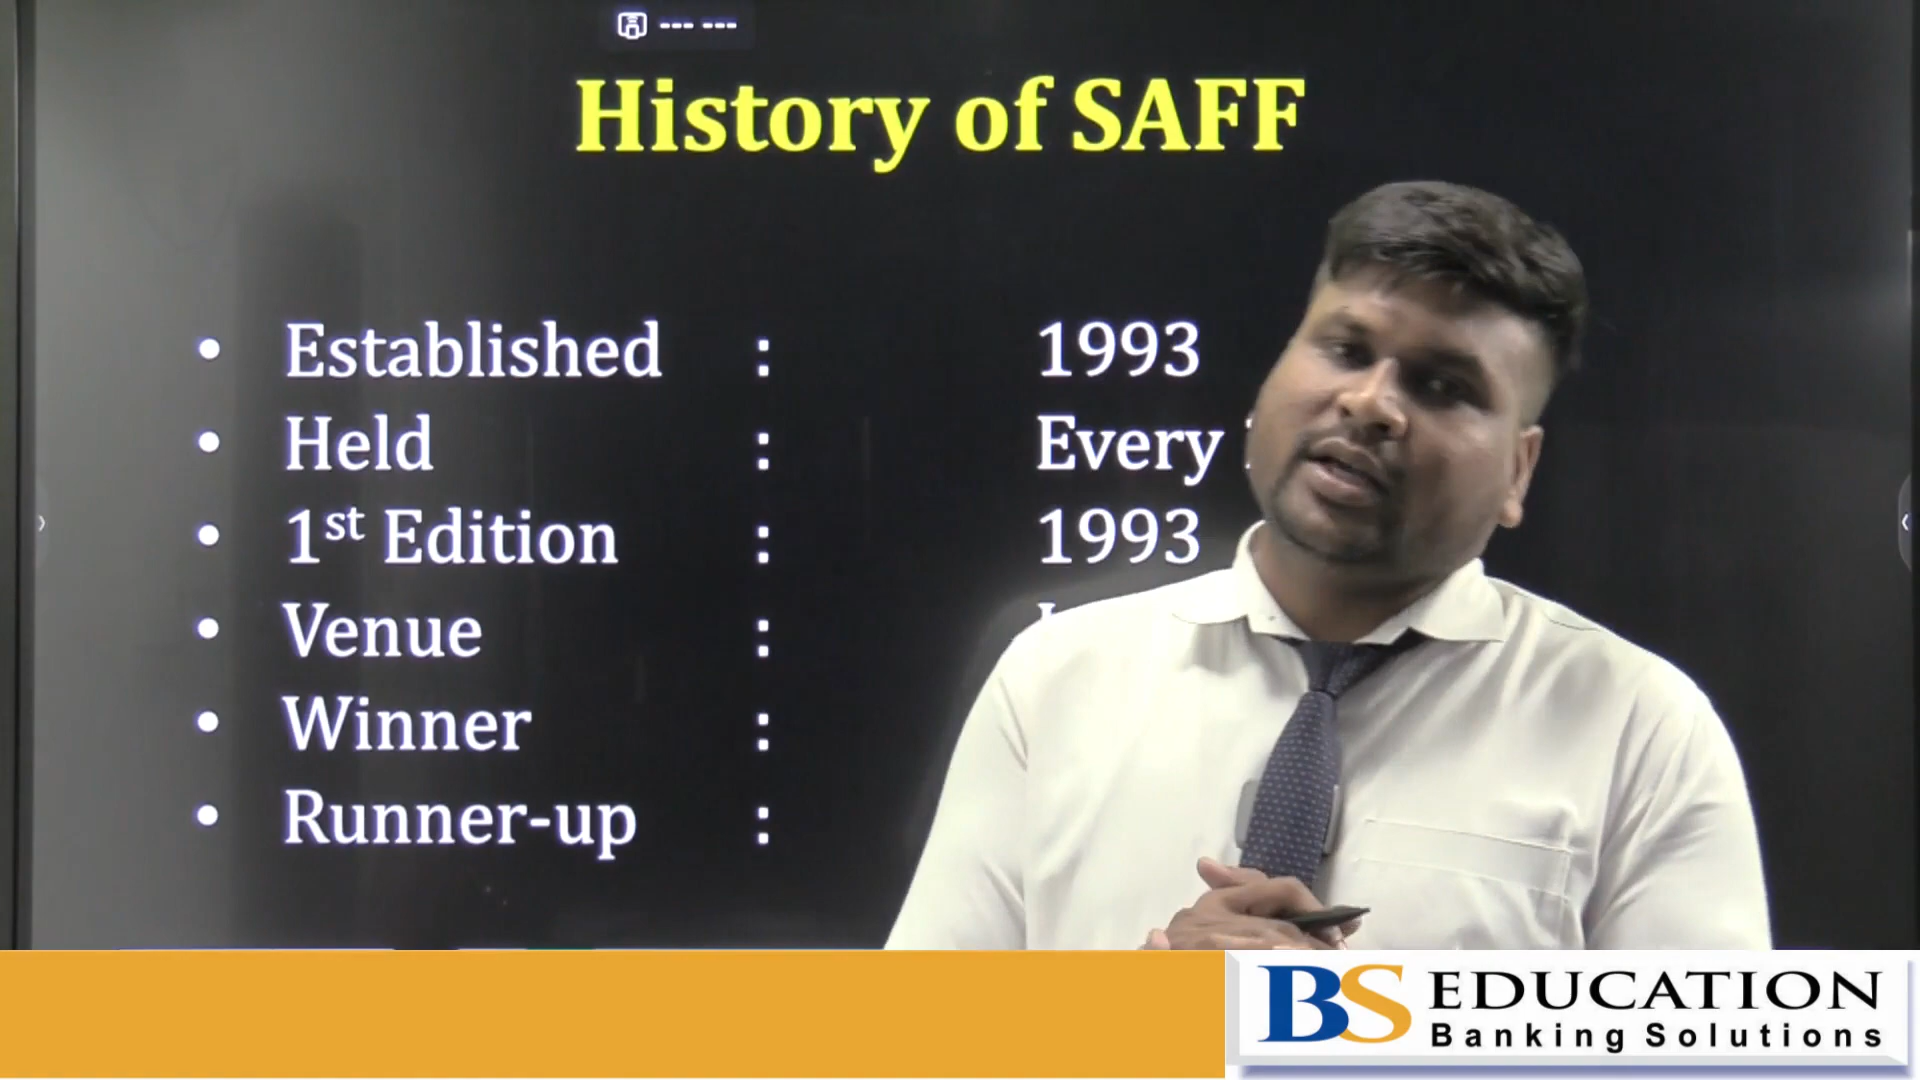 History of SAFF
• Established : 1993
• Held : Every
• 1st Edition : 1993
• Venue :
• Winner :
• Runner-up :
BS EDUCATION
Banking Solutions